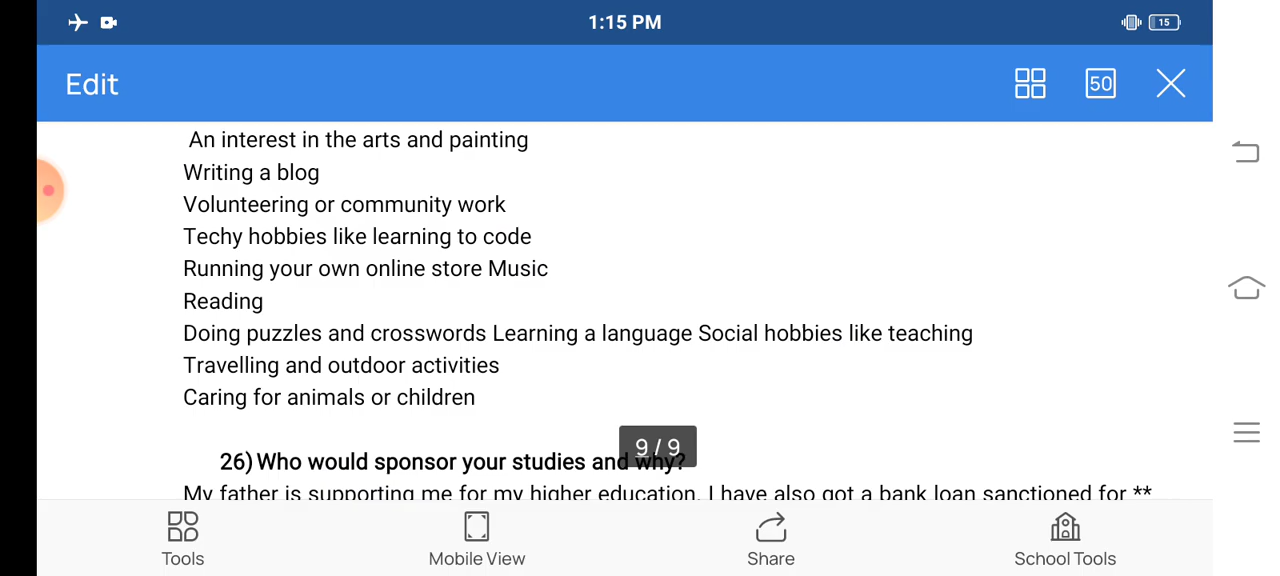 1:15 PM
15
Edit
50
An interest in the arts and painting
Writing a blog
Volunteering or community work
Techy hobbies like learning to code
Running your own online store Music
Reading
Doing puzzles and crosswords Learning a language Social hobbies like teaching
Travelling and outdoor activities
Caring for animals or children
9 / 9
26) Who would sponsor your studies and why?
My father is supporting me for my higher education. I have also got a bank loan sanctioned for **
Tools
Mobile View
Share
School Tools